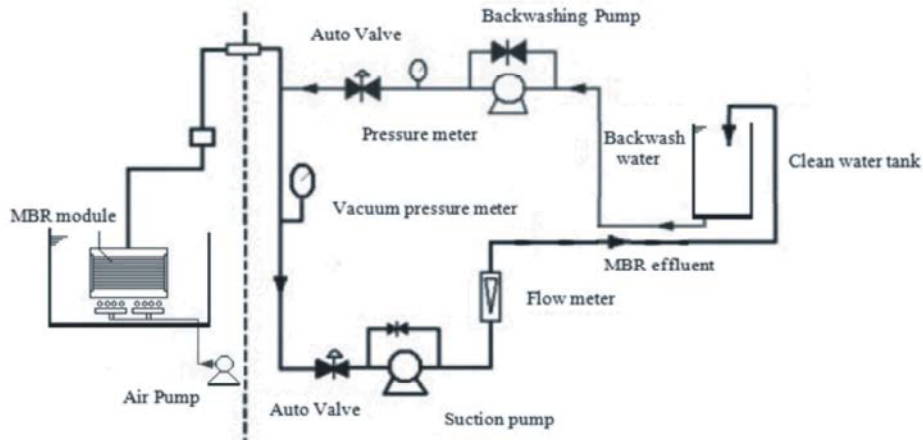 Backwashing Pump
Auto Valve
Pressure meter
Backwash
water
Clean water tank
MBR module
Vacuum pressure meter
MBR effluent
Flow meter
Air Pump
Auto Valve
Suction pump